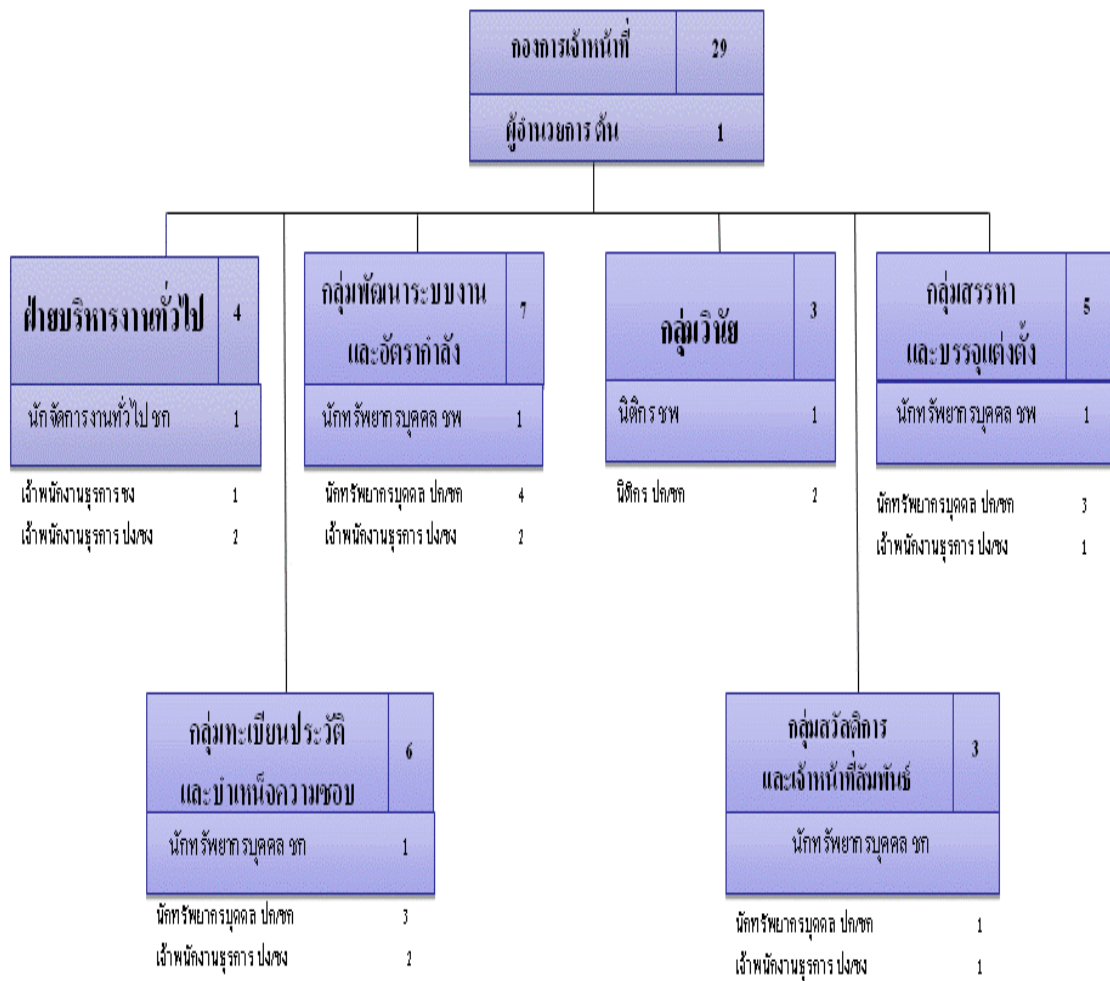 กองการเจ้าหน้าที่ 29
ผู้อำนวยการ ต้น 1
ฝ่ายบริหารงานทั่วไป 4
นักจัดการงานทั่วไป ชก 1
เจ้าพนักงานธุรการ ชง 1
เจ้าพนักงานธุรการ ปง/ชง 2
กลุ่มพัฒนาระบบงาน
และอัตรากำลัง 7
นักทรัพยากรบุคคล ชพ 1
นักทรัพยากรบุคคล ปก/ชก 4
เจ้าพนักงานธุรการ ปง/ชง 2
กลุ่มวินัย 3
นิติกร ชพ 1
นิติกร ปก/ชก 2
กลุ่มสรรหา
และบรรจุแต่งตั้ง 5
นักทรัพยากรบุคคล ชพ 1
นักทรัพยากรบุคคล ปก/ชก 3
เจ้าพนักงานธุรการ ปง/ชง 1
กลุ่มทะเบียนประวัติ
และบำเหน็จความชอบ 6
นักทรัพยากรบุคคล ชก 1
นักทรัพยากรบุคคล ปก/ชก 3
เจ้าพนักงานธุรการ ปง/ชง 2
กลุ่มสวัสดิการ
และเจ้าหน้าที่สัมพันธ์ 3
นักทรัพยากรบุคคล ชก
นักทรัพยากรบุคคล ปก/ชก 1
เจ้าพนักงานธุรการ ปง/ชง 1